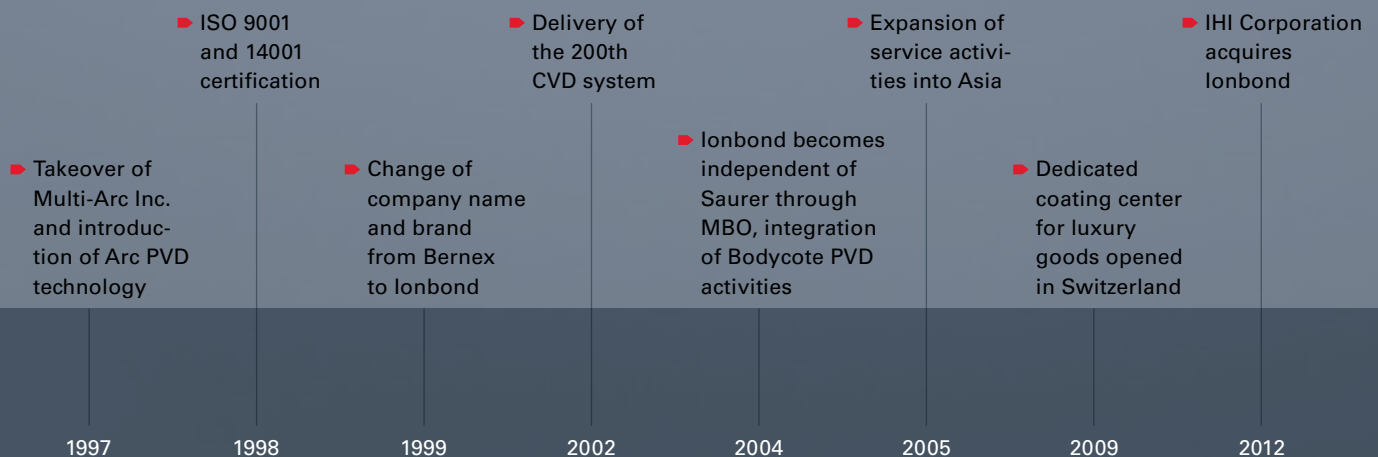 ISO 9001
and 14001
certification
Delivery of
the 200th
CVD system
Expansion of
service activi-
ties into Asia
IHI Corporation
acquires
Ionbond
Takeover of
Multi-Arc Inc.
and introduc-
tion of Arc PVD
technology
Change of
company name
and brand
from Bernex
to Ionbond
Ionbond becomes
independent of
Saurer through
MBO, integration
of Bodycote PVD
activities
Dedicated
coating center
for luxury
goods opened
in Switzerland
1997 1998 1999 2002 2004 2005 2009 2012